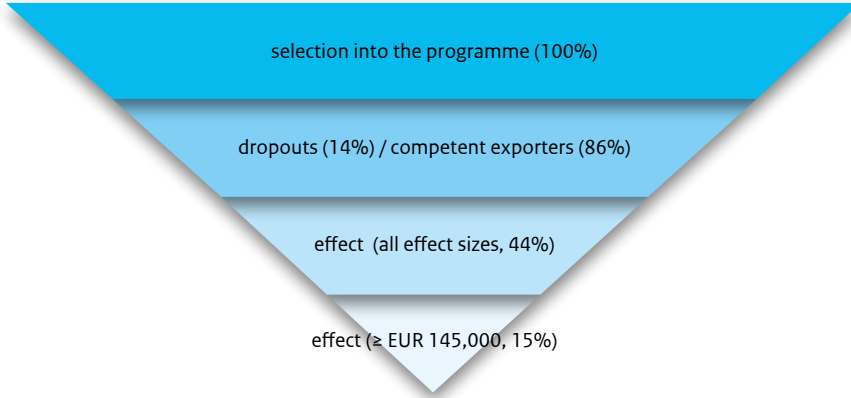 selection into the programme (100%)
dropouts (14%) / competent exporters (86%)
effect  (all effect sizes, 44%)
effect (≥ EUR 145,000, 15%)